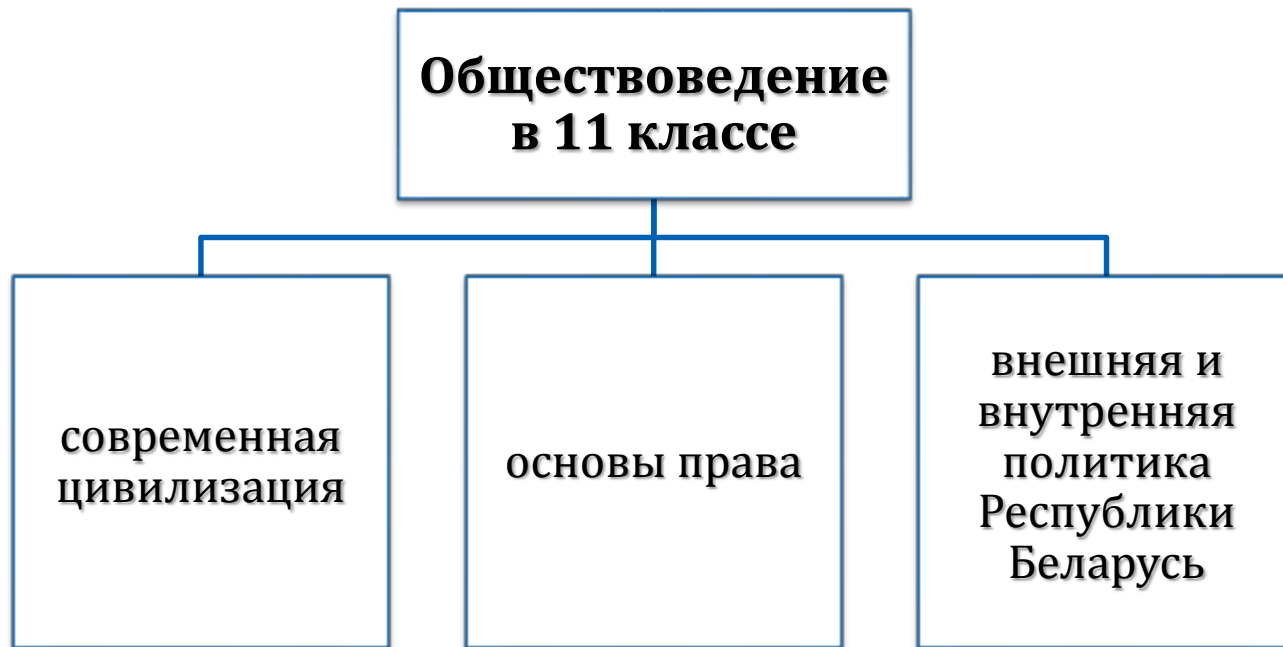 Обществоведение
в 11 классе
современная
цивилизация
основы права
внешняя и
внутренняя
политика
Республики
Беларусь